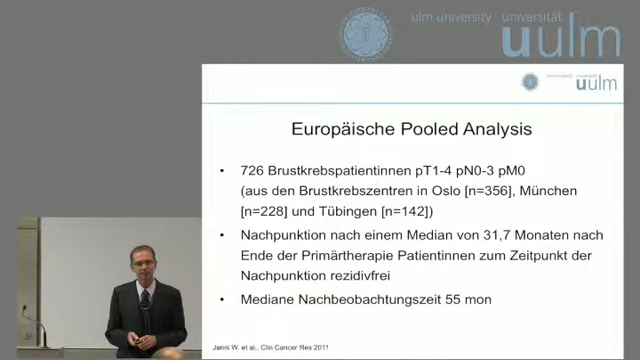 ulm university universität
uulm
uulm
Europäische Pooled Analysis
• 726 Brustkrebspatientinnen pT1-4 pN0-3 pM0
(aus den Brustkrebszentren in Oslo [n=356], München
[n=228] und Tübingen [n=142])
• Nachpunktion nach einem Median von 31,7 Monaten nach
Ende der Primärtherapie Patientinnen zum Zeitpunkt der
Nachpunktion rezidivfrei
• Mediane Nachbeobachtungszeit 55 mon
Janni W. et al., Clin Cancer Res 2011